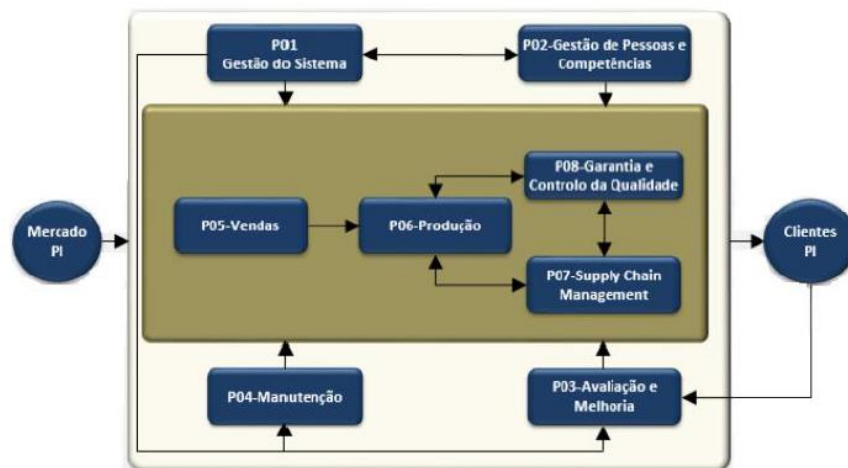 P01
Gestão do Sistema
P02-Gestão de Pessoas e
Competências
P08-Garantia e
Controlo da Qualidade
Mercado
PI
P05-Vendas
P06-Produção
Clientes
PI
P07-Supply Chain
Management
P04-Manutenção
P03-Avaliação e
Melhoria